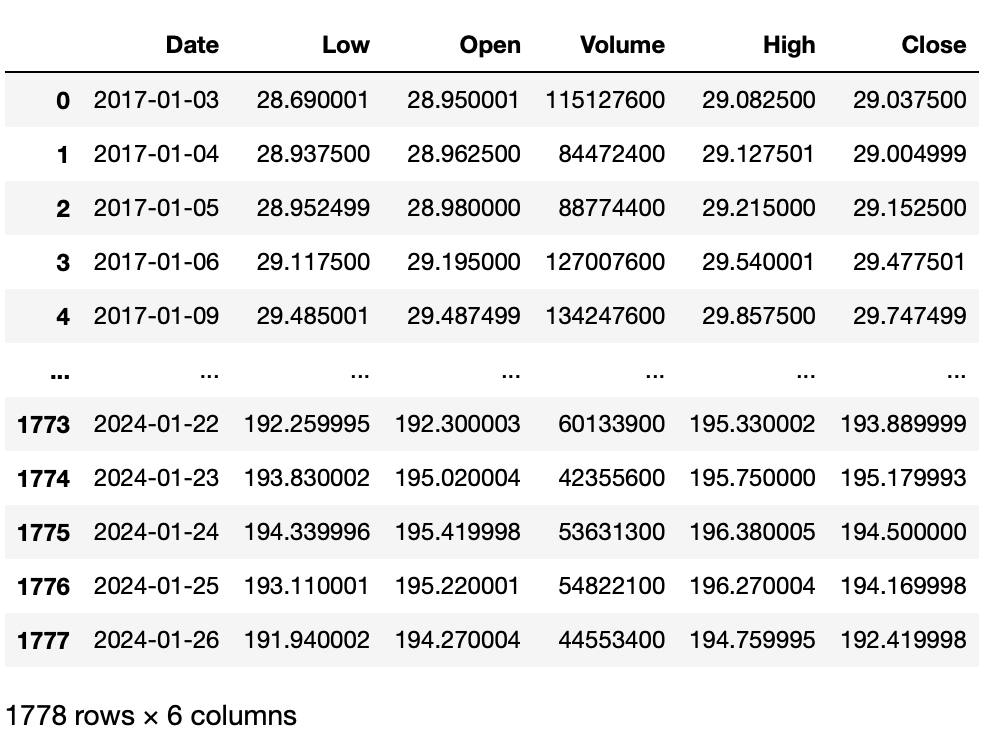 Date Low Open Volume High Close
0 2017-01-03 28.690001 28.950001 115127600 29.082500 29.037500
1 2017-01-04 28.937500 28.962500 84472400 29.127501 29.004999
2 2017-01-05 28.952499 28.980000 88774400 29.215000 29.152500
3 2017-01-06 29.117500 29.195000 127007600 29.540001 29.477501
4 2017-01-09 29.485001 29.487499 134247600 29.857500 29.747499
... ... ... ... ... ... ...
1773 2024-01-22 192.259995 192.300003 60133900 195.330002 193.889999
1774 2024-01-23 193.830002 195.020004 42355600 195.750000 195.179993
1775 2024-01-24 194.339996 195.419998 53631300 196.380005 194.500000
1776 2024-01-25 193.110001 195.220001 54822100 196.270004 194.169998
1777 2024-01-26 191.940002 194.270004 44553400 194.759995 192.419998
1778 rows × 6 columns